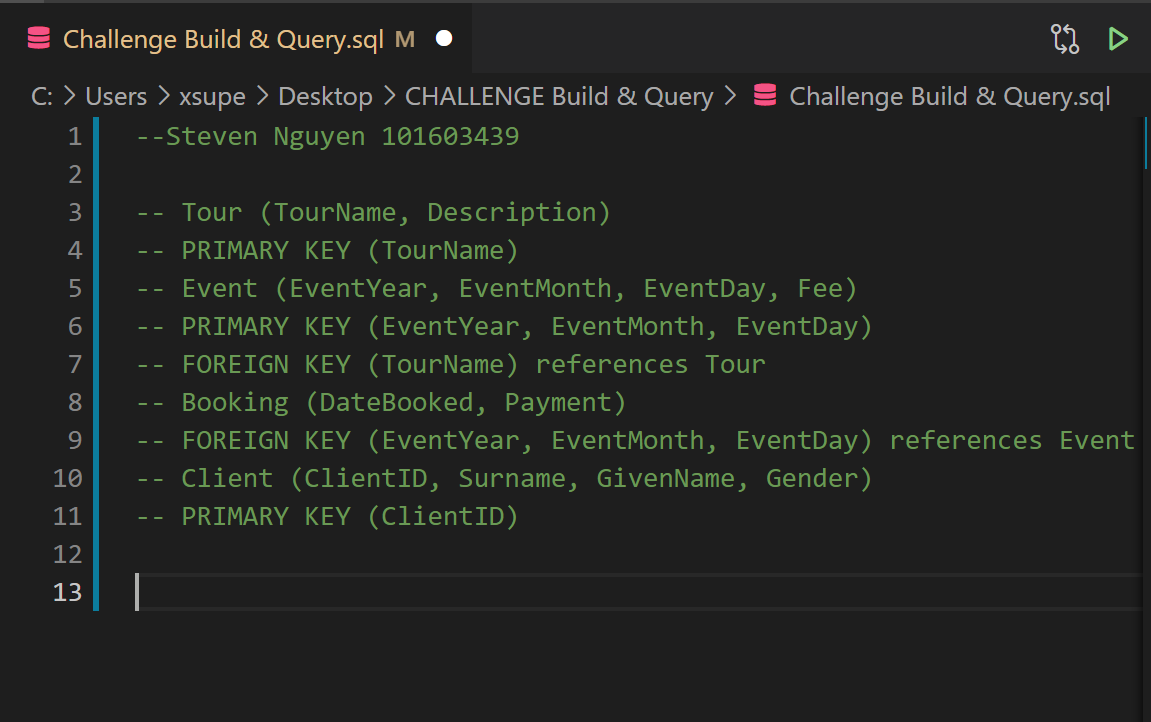 Challenge Build & Query.sql M
C: > Users > xsupe > Desktop > CHALLENGE Build & Query > Challenge Build & Query.sql
1 --Steven Nguyen 101603439
2
3 -- Tour (TourName, Description)
4 -- PRIMARY KEY (TourName)
5 -- Event (EventYear, EventMonth, EventDay, Fee)
6 -- PRIMARY KEY (EventYear, EventMonth, EventDay)
7 -- FOREIGN KEY (TourName) references Tour
8 -- Booking (DateBooked, Payment)
9 -- FOREIGN KEY (EventYear, EventMonth, EventDay) references Event
10 -- Client (ClientID, Surname, GivenName, Gender)
11 -- PRIMARY KEY (ClientID)
12
13